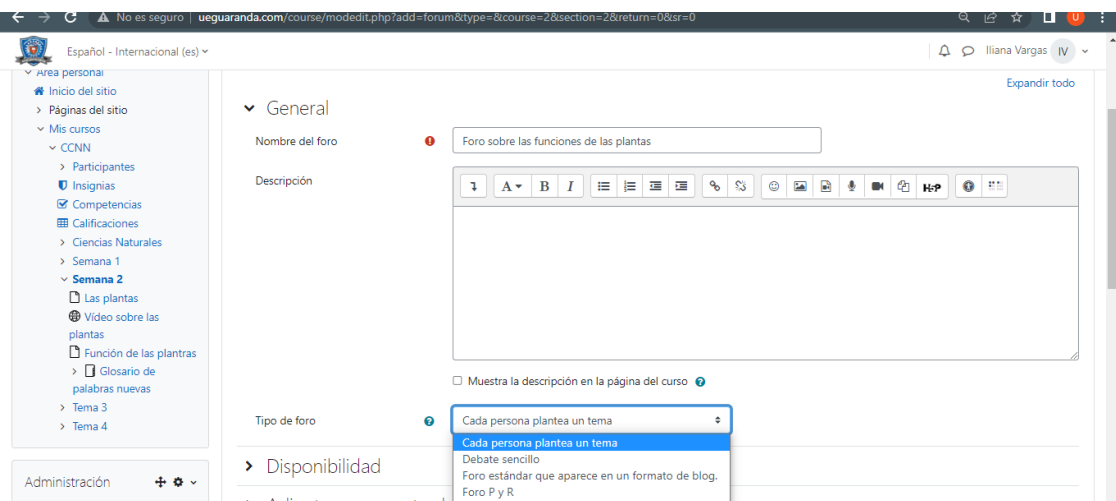 No es seguro | ueguaranda.com/course/modedit.php?add=forum&type=&course=2&section=2&return=0&sr=0
U
Español - Internacional (es)
Iliana Vargas IV
Área personal
Inicio del sitio
Páginas del sitio
Mis cursos
CCNN
Participantes
Insignias
Competencias
Calificaciones
Ciencias Naturales
Semana 1
Semana 2
Las plantas
Vídeo sobre las
plantas
Función de las plantras
Glosario de
palabras nuevas
Tema 3
Tema 4
Administración
Expandir todo
General
Nombre del foro
Foro sobre las funciones de las plantas
Descripción
A B I
H-P
Muestra la descripción en la página del curso
Tipo de foro
Cada persona plantea un tema
Cada persona plantea un tema
Debate sencillo
Foro estándar que aparece en un formato de blog.
Foro P y R
Disponibilidad